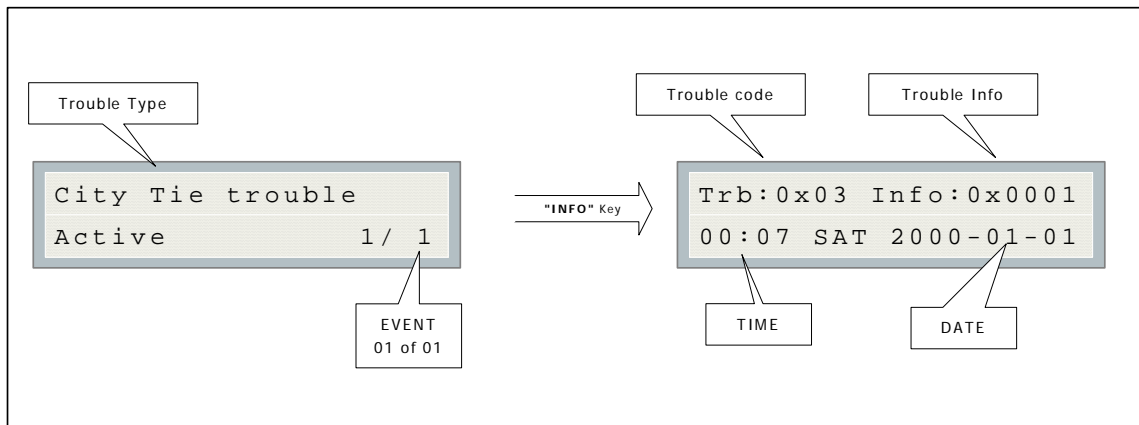 Trouble Type
City Tie trouble
Active 1/ 1
EVENT
01 of 01
"INFO" Key
Trouble code
Trouble Info
Trb:0x03 Info:0x0001
00:07 SAT 2000-01-01
TIME
DATE